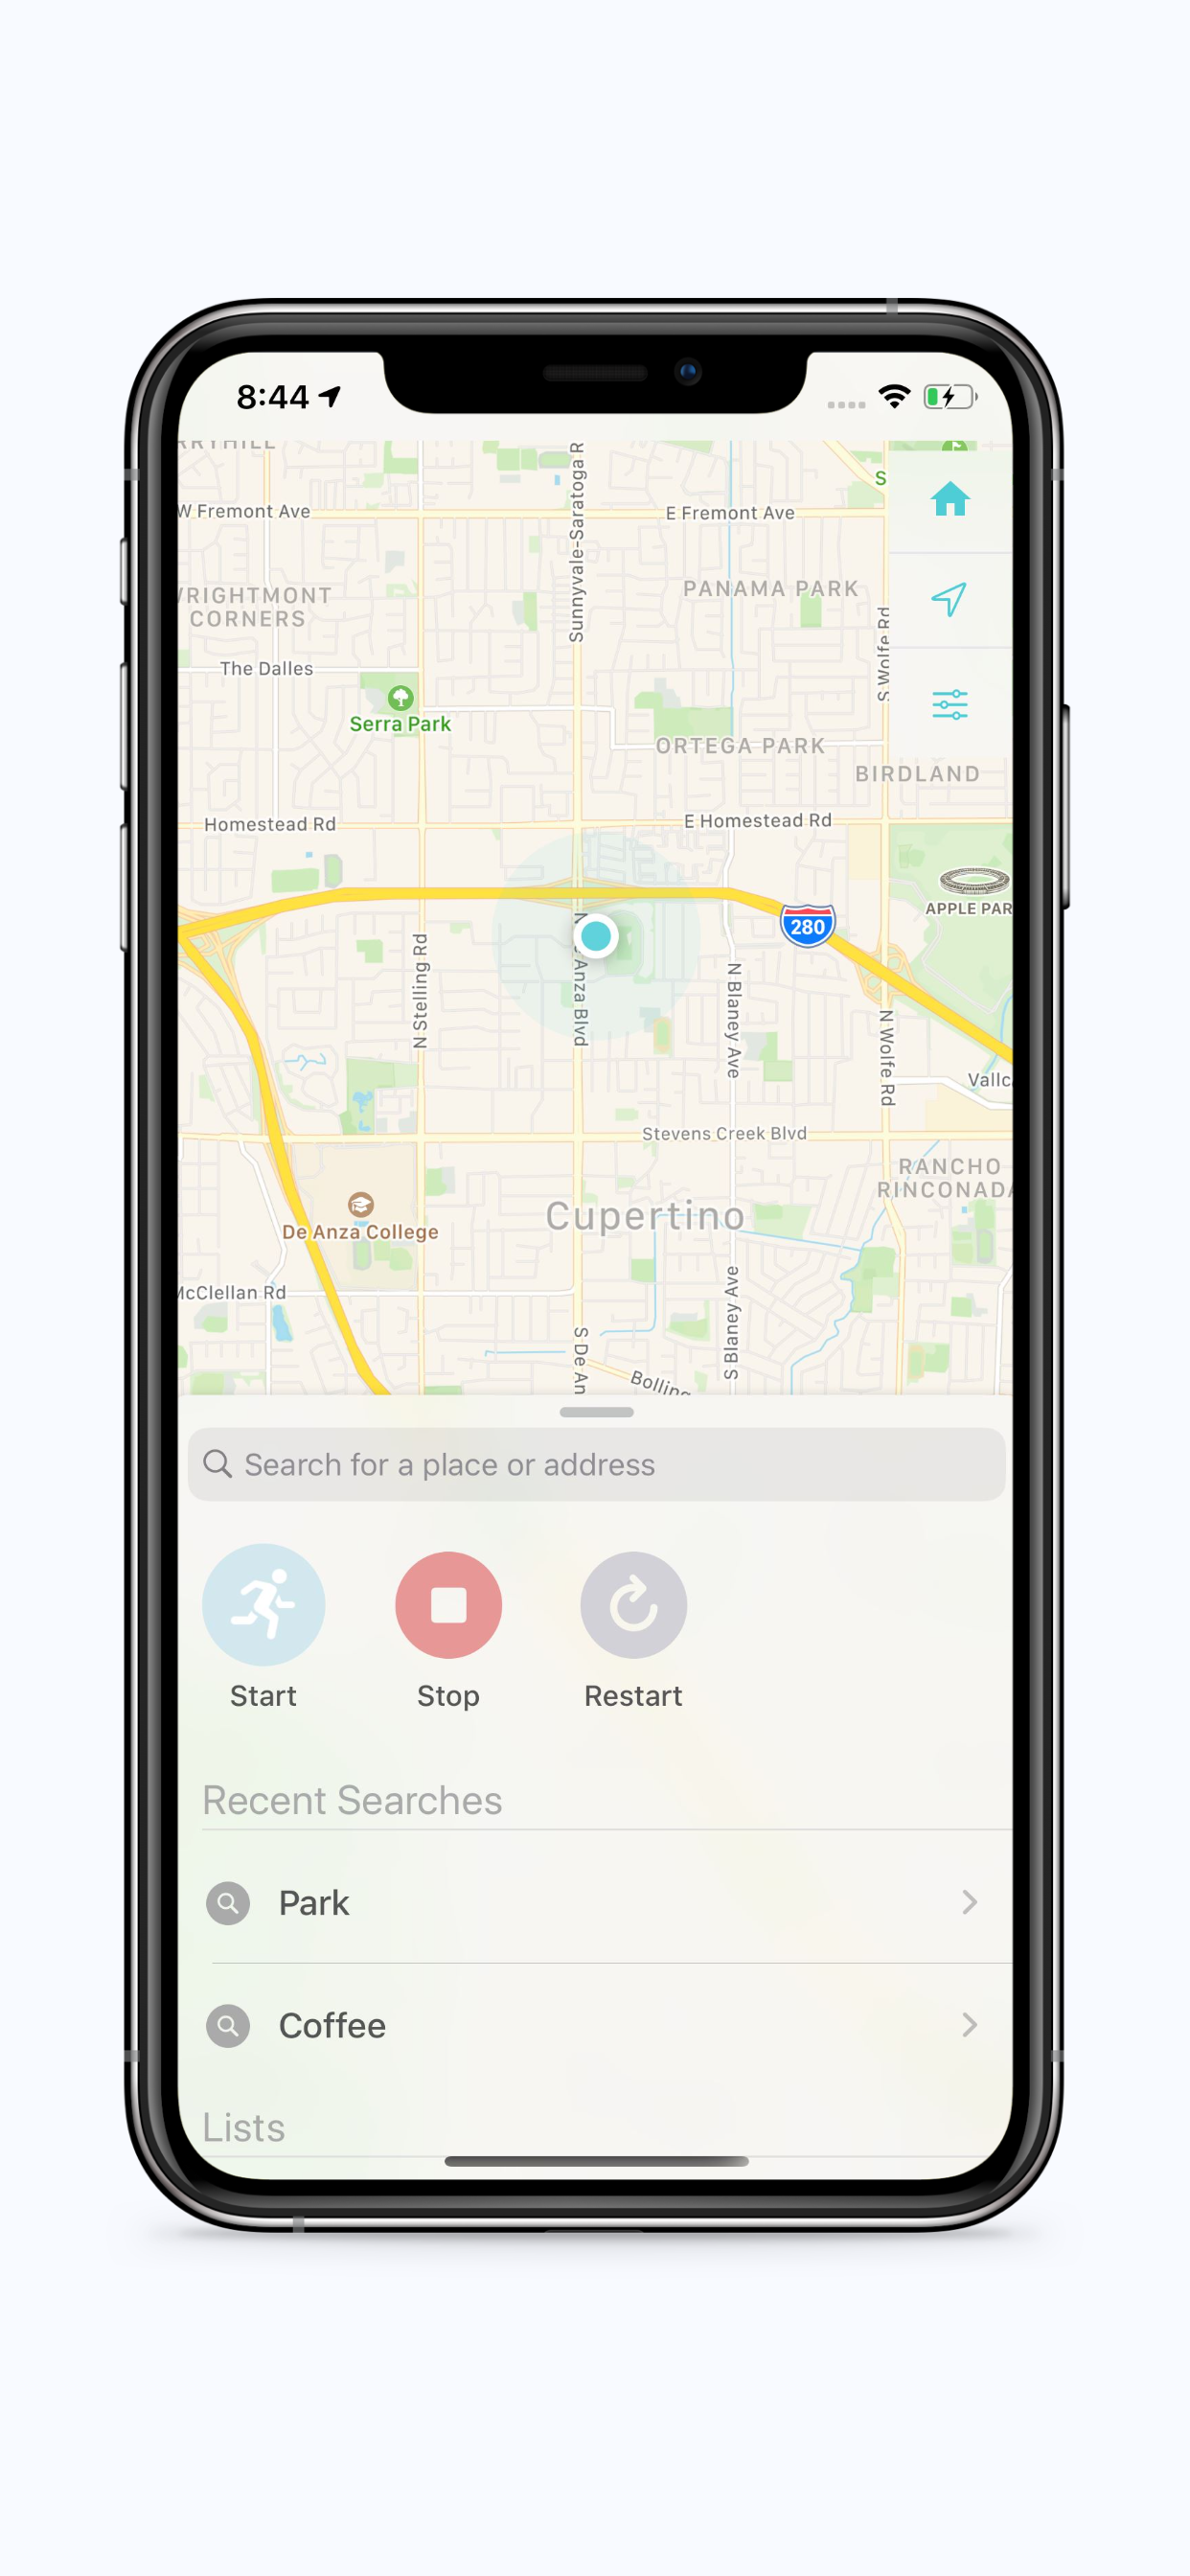 8:44
W Fremont Ave
E Fremont Ave
Sunnyvale-Saratoga R
PANAMA PARK
CORNERS
S Wolfe Rd
The Dalles
Serra Park
ORTEGA PARK
BIRDLAND
Homestead Rd
E Homestead Rd
APPLE PAR
280
N Stelling Rd
Anza Blvd
N Blaney Ave
N Wolfe Rd
Vallc
Stevens Creek Blvd
RANCHO
RINCONADA
Cupertino
De Anza College
McClellan Rd
S De An
S Blaney Ave
Bolling
Search for a place or address
Start
Stop
Restart
Recent Searches
Park
Coffee
Lists